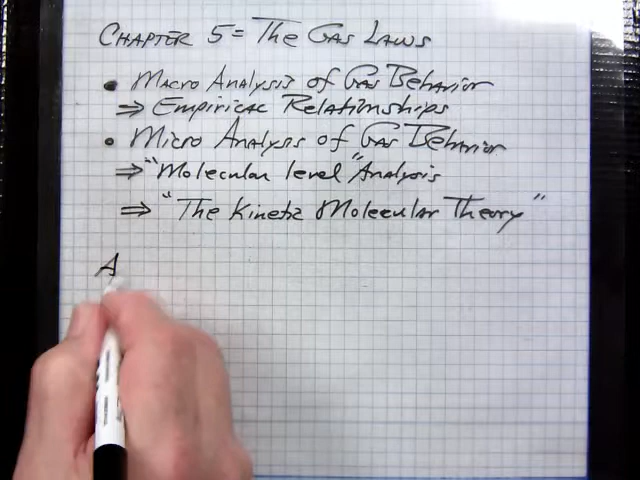 CHAPTER 5 = The GAS LAWS
• MACRO Analysis of Gas Behavior
⇒ EMPIRICAL Relationships
• Micro Analysis of Gas Behavior
⇒ "Molecular level" Analysis
⇒ "The Kinetic Molecular Theory"
A